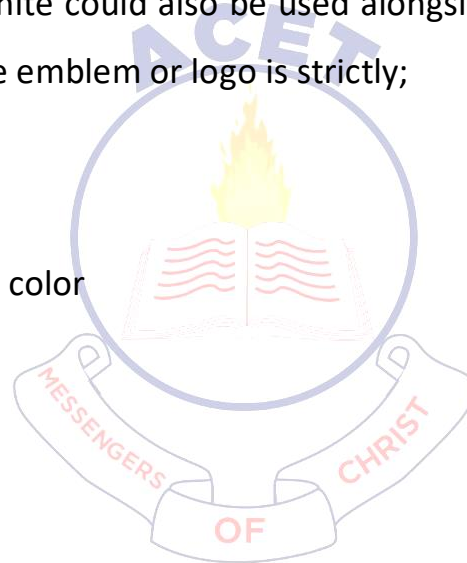 hite could also be used alongsi
ACET
e emblem or logo is strictly;
color
MESSENGERS
OF
CHRIST